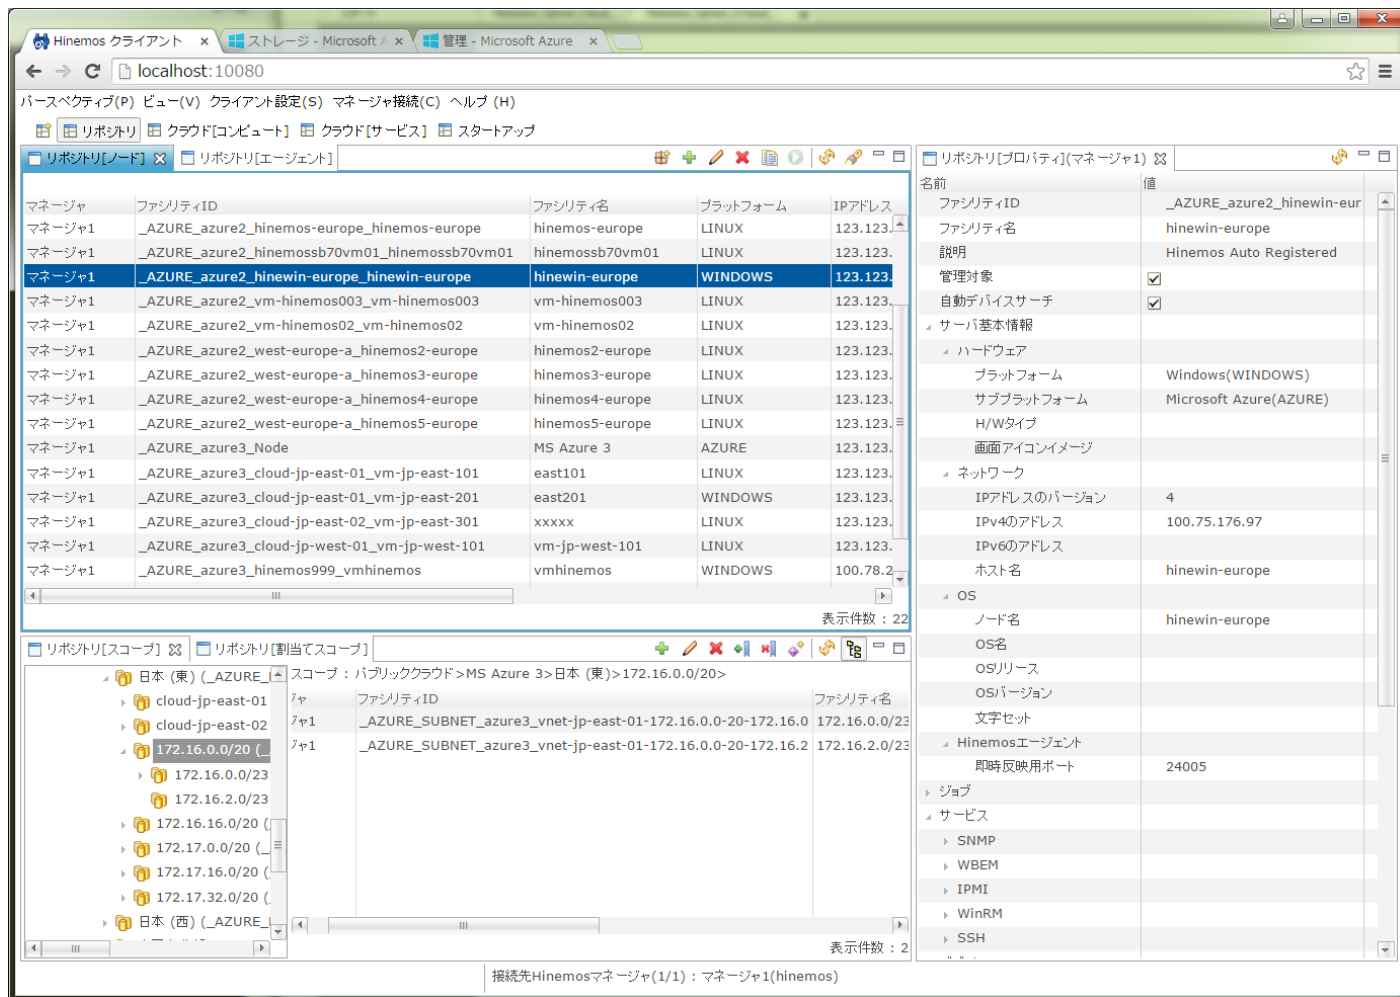 Hinemos クライアント
ストレージ - Microsoft A
管理 - Microsoft Azure
localhost:10080
パースペクティブ(P) ビュー(V) クライアント設定(S) マネージャ接続(C) ヘルプ (H)
リポジトリ クラウド[コンピュート] クラウド[サービス] スタートアップ
リポジトリ[ノード] リポジトリ[エージェント]
マネージャ ファシリティID ファシリティ名 プラットフォーム IPアドレス
マネージャ1 _AZURE_azure2_hinemos-europe_hinemos-europe hinemos-europe LINUX 123.123.
マネージャ1 _AZURE_azure2_hinemossb70vm01_hinemossb70vm01 hinemossb70vm01 LINUX 123.123.
マネージャ1 _AZURE_azure2_hinewin-europe_hinewin-europe hinewin-europe WINDOWS 123.123.
マネージャ1 _AZURE_azure2_vm-hinemos003_vm-hinemos003 vm-hinemos003 LINUX 123.123.
マネージャ1 _AZURE_azure2_vm-hinemos02_vm-hinemos02 vm-hinemos02 LINUX 123.123.
マネージャ1 _AZURE_azure2_west-europe-a_hinemos2-europe hinemos2-europe LINUX 123.123.
マネージャ1 _AZURE_azure2_west-europe-a_hinemos3-europe hinemos3-europe LINUX 123.123.
マネージャ1 _AZURE_azure2_west-europe-a_hinemos4-europe hinemos4-europe LINUX 123.123.
マネージャ1 _AZURE_azure2_west-europe-a_hinemos5-europe hinemos5-europe LINUX 123.123.
マネージャ1 _AZURE_azure3_Node MS Azure 3 AZURE 123.123.
マネージャ1 _AZURE_azure3_cloud-jp-east-01_vm-jp-east-101 east101 LINUX 123.123.
マネージャ1 _AZURE_azure3_cloud-jp-east-01_vm-jp-east-201 east201 WINDOWS 123.123.
マネージャ1 _AZURE_azure3_cloud-jp-east-02_vm-jp-east-301 xxxxx LINUX 123.123.
マネージャ1 _AZURE_azure3_cloud-jp-west-01_vm-jp-west-101 vm-jp-west-101 LINUX 123.123.
マネージャ1 _AZURE_azure3_hinemos999_vmhinemos vmhinemos WINDOWS 100.78.2
表示件数 : 22
リポジトリ[スコープ] リポジトリ[割当てスコープ]
日本 (東) (_AZURE_
cloud-jp-east-01
cloud-jp-east-02
172.16.0.0/20 (_
172.16.0.0/23
172.16.2.0/23
172.16.16.0/20 (
172.17.0.0/20 (_
172.17.16.0/20 (
172.17.32.0/20 (
日本 (西) (_AZURE_
スコープ : パブリッククラウド>MS Azure 3>日本 (東)>172.16.0.0/20>
ジャ ファシリティID ファシリティ名
ジャ1 _AZURE_SUBNET_azure3_vnet-jp-east-01-172.16.0.0-20-172.16.0 172.16.0.0/23
ジャ1 _AZURE_SUBNET_azure3_vnet-jp-east-01-172.16.0.0-20-172.16.2 172.16.2.0/23
表示件数 : 2
リポジトリ[プロパティ](マネージャ1)
名前 値
ファシリティID _AZURE_azure2_hinewin-eur
ファシリティ名 hinewin-europe
説明 Hinemos Auto Registered
管理対象
自動デバイスサーチ
サーバ基本情報
ハードウェア
プラットフォーム Windows(WINDOWS)
サブプラットフォーム Microsoft Azure(AZURE)
H/Wタイプ
画面アイコンイメージ
ネットワーク
IPアドレスのバージョン 4
IPv4のアドレス 100.75.176.97
IPv6のアドレス
ホスト名 hinewin-europe
OS
ノード名 hinewin-europe
OS名
OSリリース
OSバージョン
文字セット
Hinemosエージェント
即時反映用ポート 24005
ジョブ
サービス
SNMP
WBEM
IPMI
WinRM
SSH
接続先Hinemosマネージャ(1/1) : マネージャ1(hinemos)